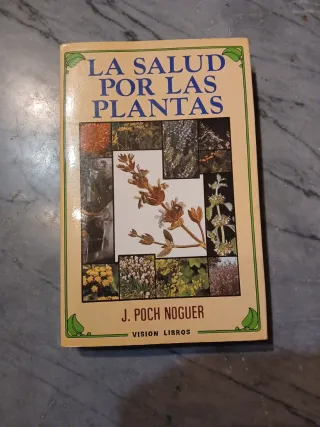 LA SALUD
POR LAS
PLANTAS
J. POCH NOGUER
VISION LIBROS